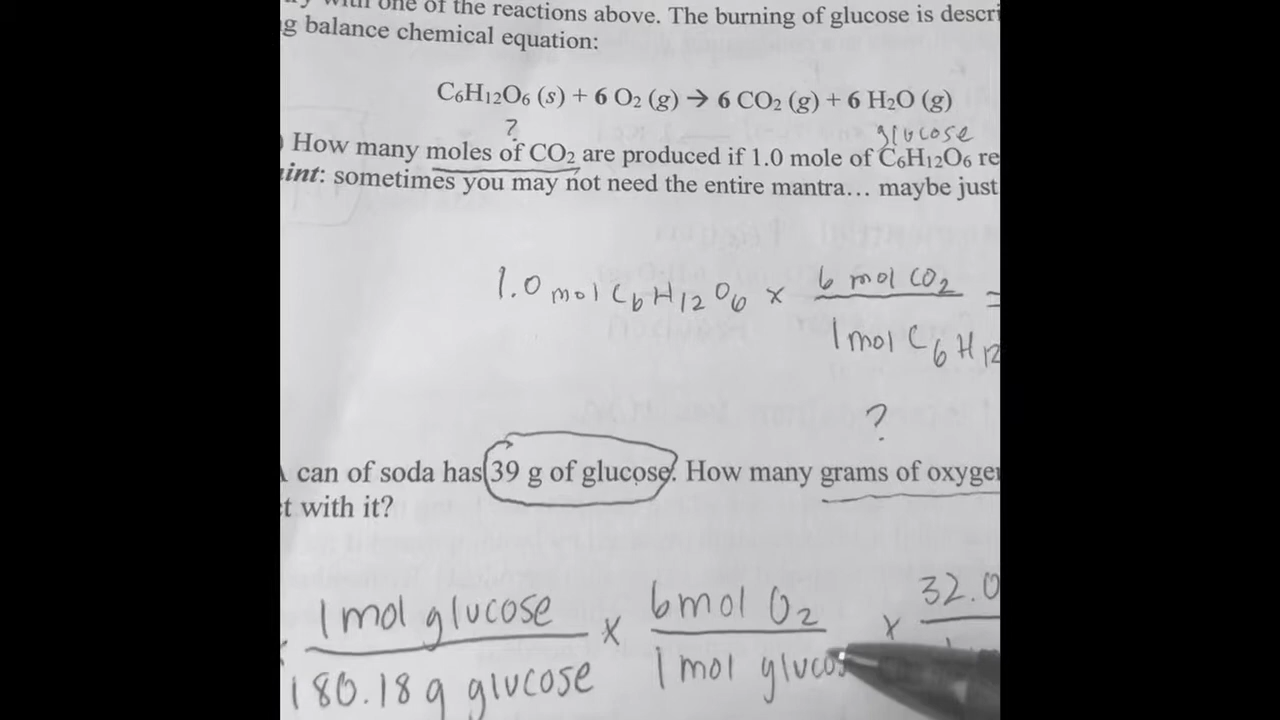 with one of the reactions above. The burning of glucose is descri
g balance chemical equation:
C6H12O6 (s) + 6 O2 (g) → 6 CO2 (g) + 6 H2O (g)
? glucose
How many moles of CO2 are produced if 1.0 mole of C6H12O6 re
int: sometimes you may not need the entire mantra… maybe just
1.0 mol C6H12O6 x 6 mol CO2 =
1 mol C6H12
?
can of soda has 39 g of glucose. How many grams of oxyge
t with it?
1 mol glucose x 6 mol O2 x 32.0
180.18 g glucose 1 mol glucos